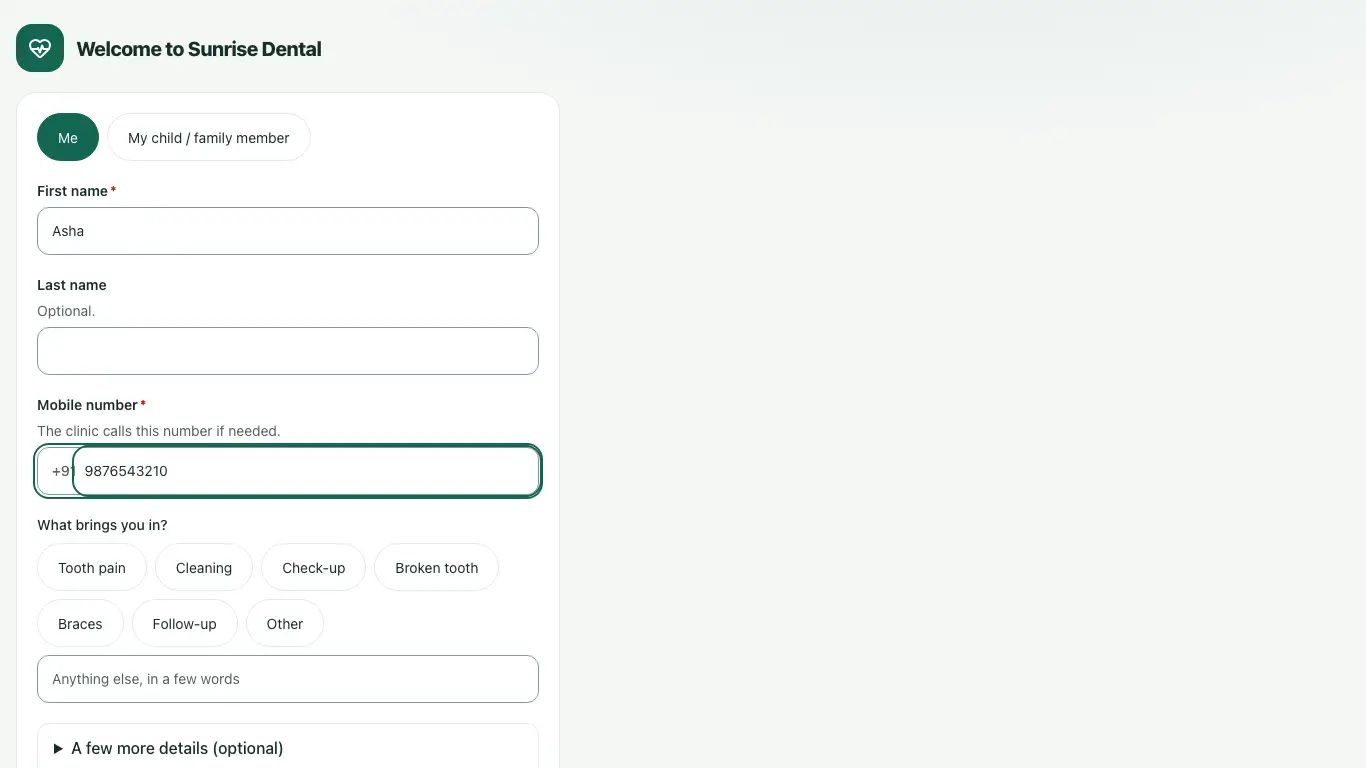 Welcome to Sunrise Dental
Me
My child / family member
First name*
Asha
Last name
Optional.
Mobile number*
The clinic calls this number if needed.
+91 9876543210
What brings you in?
Tooth pain
Cleaning
Check-up
Broken tooth
Braces
Follow-up
Other
Anything else, in a few words
A few more details (optional)